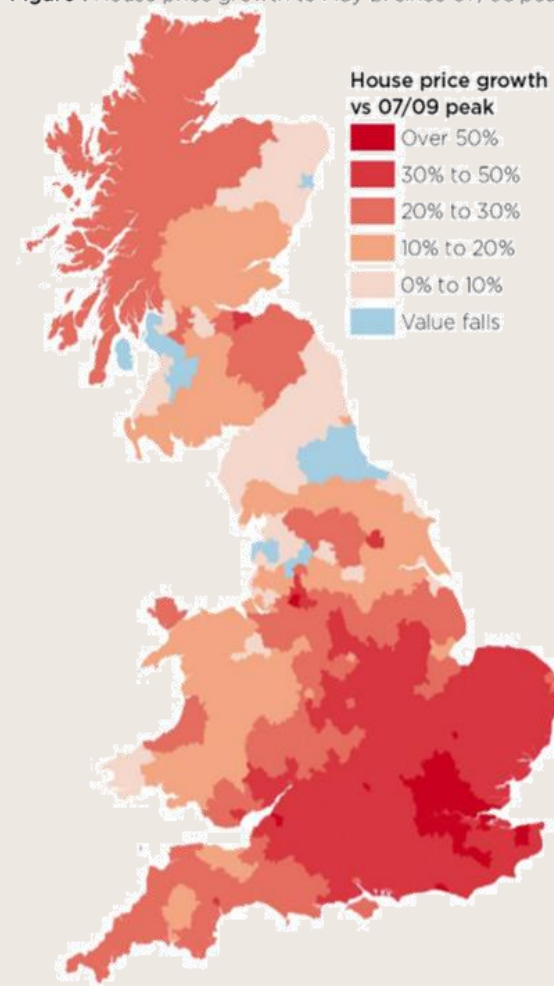 House price growth
vs 07/09 peak
Over 50%
30% to 50%
20% to 30%
10% to 20%
0% to 10%
Value falls